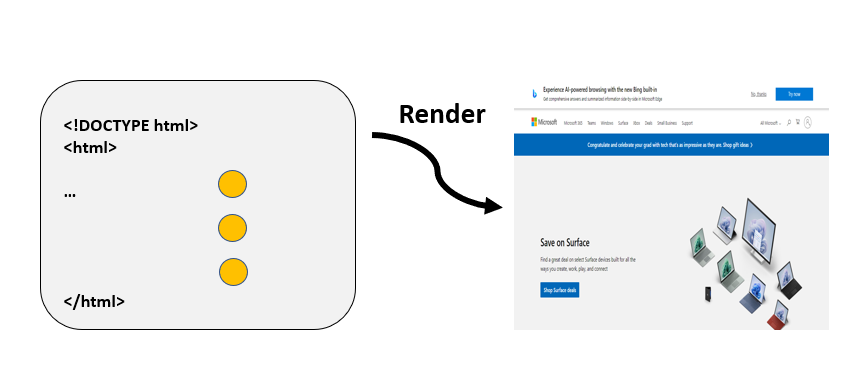 <!DOCTYPE html>
<html>
...
</html>
Render
Experience AI-powered browsing with the new Bing built-in
Get comprehensive answers and summarized information side-by-side in Microsoft Edge
No, thanks
Try now
Microsoft
Microsoft 365 Teams Windows Surface Xbox Deals Small Business Support
All Microsoft
Congratulate and celebrate your grad with tech that's as impressive as they are. Shop gift ideas >
Save on Surface
Find a great deal on select Surface devices built for all the
ways you create, work, play, and connect
Shop Surface deals